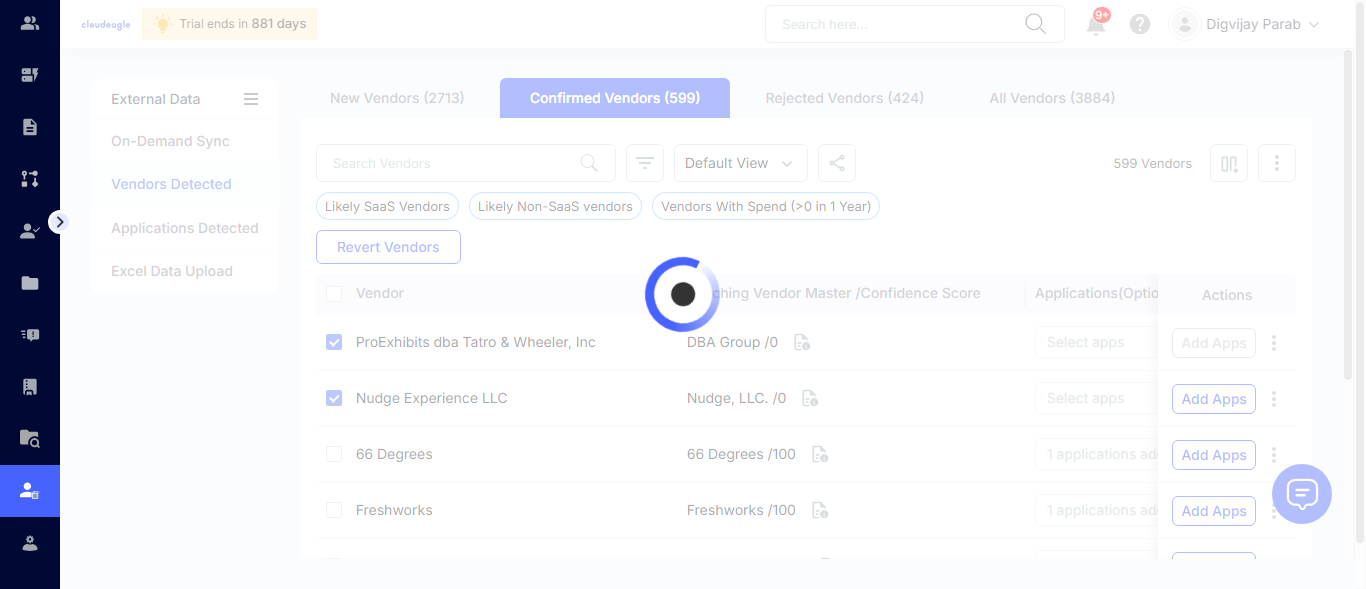 cloudeagle
Trial ends in 881 days
Search here...
9+
Digvijay Parab
External Data
On-Demand Sync
Vendors Detected
Applications Detected
Excel Data Upload
New Vendors (2713)
Confirmed Vendors (599)
Rejected Vendors (424)
All Vendors (3884)
Search Vendors
Default View
599 Vendors
Likely SaaS Vendors
Likely Non-SaaS vendors
Vendors With Spend (>0 in 1 Year)
Revert Vendors
Vendor
ching Vendor Master /Confidence Score
Applications(Optio
Actions
ProExhibits dba Tatro & Wheeler, Inc
DBA Group /0
Select apps
Add Apps
Nudge Experience LLC
Nudge, LLC. /0
Select apps
Add Apps
66 Degrees
66 Degrees /100
1 applications ad
Add Apps
Freshworks
Freshworks /100
1 applications ad
Add Apps